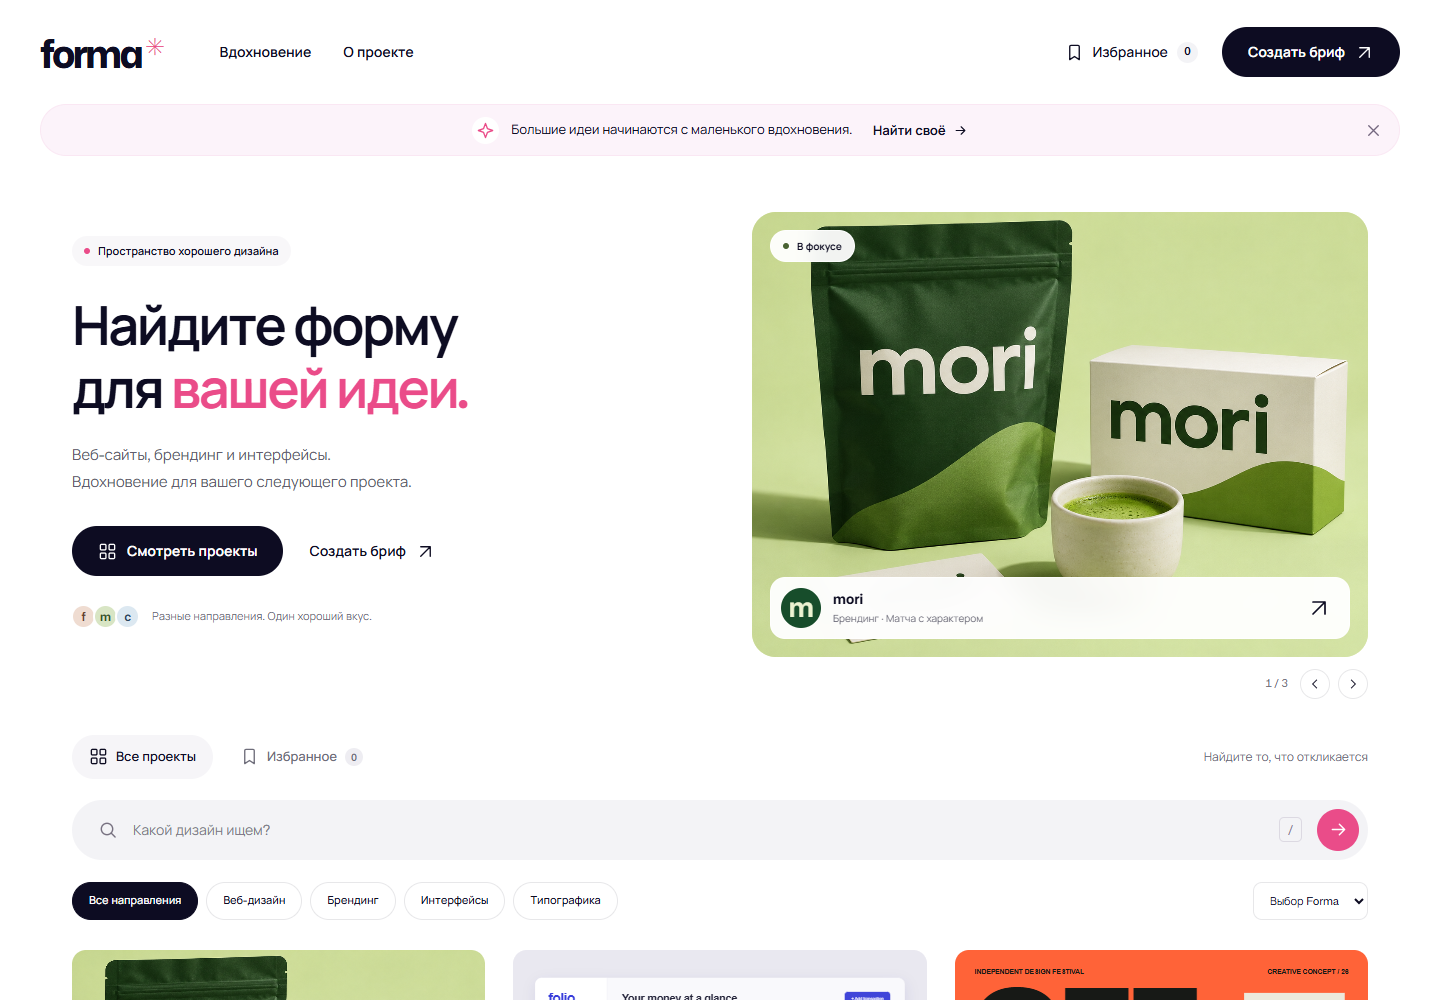 forma
Вдохновение
О проекте
Избранное 0
Создать бриф
Большие идеи начинаются с маленького вдохновения. Найти своё →
Пространство хорошего дизайна
Найдите форму
для вашей идеи.
Веб-сайты, брендинг и интерфейсы.
Вдохновение для вашего следующего проекта.
Смотреть проекты
Создать бриф
f m c
Разные направления. Один хороший вкус.
В фокусе
mori
mori
m
mori
Брендинг · Матча с характером
1 / 3
Все проекты
Избранное 0
Найдите то, что откликается
Какой дизайн ищем?
/
Все направления
Веб-дизайн
Брендинг
Интерфейсы
Типографика
Выбор Forma
folio
Your money at a glance
INDEPENDENT DESIGN FESTIVAL
CREATIVE CONCEPT / 26